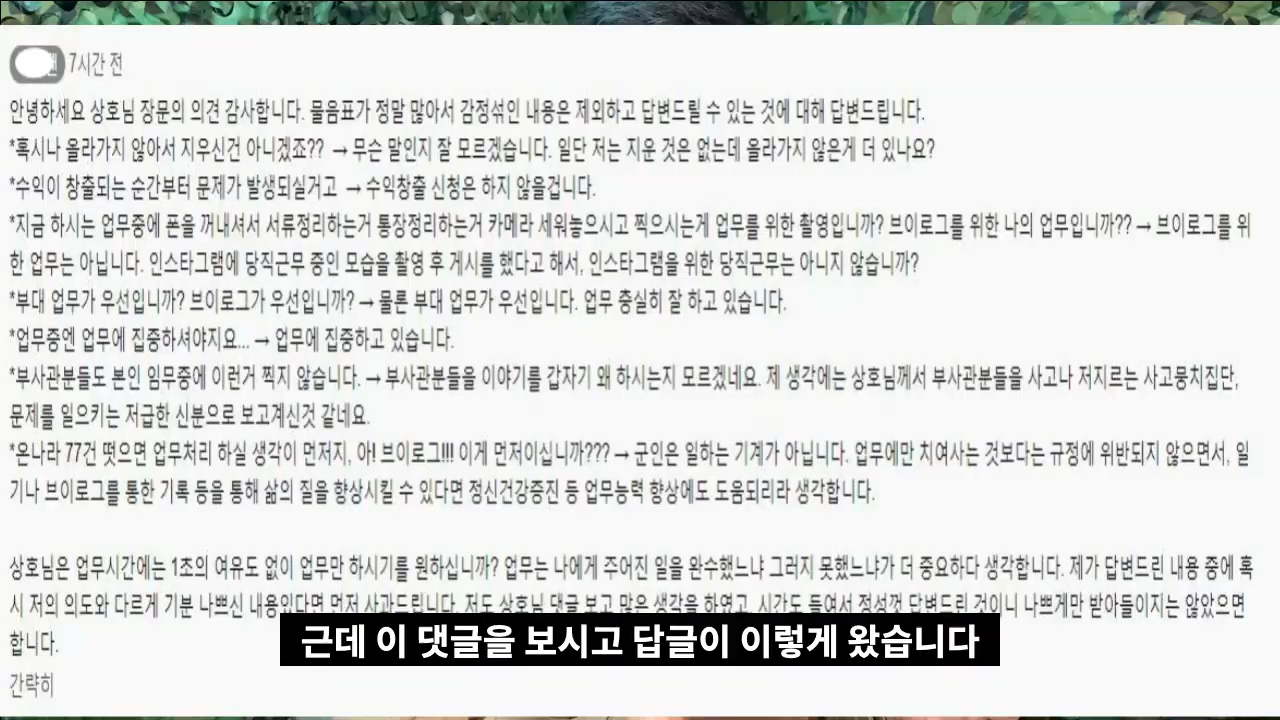 7시간 전
안녕하세요 상호님 장문의 의견 감사합니다. 물음표가 정말 많아서 감정섞인 내용은 제외하고 답변드릴 수 있는 것에 대해 답변드립니다.
*혹시나 올라가지 않아서 지우신건 아니겠죠?? → 무슨 말인지 잘 모르겠습니다. 일단 저는 지운 것은 없는데 올라가지 않은게 더 있나요?
*수익이 창출되는 순간부터 문제가 발생되실거고 → 수익창출 신청은 하지 않을겁니다.
*지금 하시는 업무중에 폰을 꺼내셔서 서류정리하는거 통장정리하는거 카메라 세워놓으시고 찍으시는게 업무를 위한 촬영입니까? 브이로그를 위한 나의 업무입니까?? → 브이로그를 위
한 업무는 아닙니다. 인스타그램에 당직근무 중인 모습을 촬영 후 게시를 했다고 해서, 인스타그램을 위한 당직근무는 아니지 않습니까?
*부대 업무가 우선입니까? 브이로그가 우선입니까? → 물론 부대 업무가 우선입니다. 업무 충실히 잘 하고 있습니다.
*업무중엔 업무에 집중하셔야지요... → 업무에 집중하고 있습니다.
*부사관분들도 본인 임무중에 이런거 찍지 않습니다. → 부사관분들을 이야기를 갑자기 왜 하시는지 모르겠네요. 제 생각에는 상호님께서 부사관분들을 사고나 저지르는 사고뭉치집단,
문제를 일으키는 저급한 신분으로 보고계신것 같네요.
*온나라 77건 떳으면 업무처리 하실 생각이 먼저지, 아! 브이로그!!! 이게 먼저이십니까??? → 군인은 일하는 기계가 아닙니다. 업무에만 치여사는 것보다는 규정에 위반되지 않으면서, 일
기나 브이로그를 통한 기록 등을 통해 삶의 질을 향상시킬 수 있다면 정신건강증진 등 업무능력 향상에도 도움되리라 생각합니다.
상호님은 업무시간에는 1초의 여유도 없이 업무만 하시기를 원하십니까? 업무는 나에게 주어진 일을 완수했느냐 그러지 못했느냐가 더 중요하다 생각합니다. 제가 답변드린 내용 중에 혹
시 저의 의도와 다르게 기분 나쁘신 내용있다면 먼저 사과드립니다. 저도 상호님 댓글 보고 많은 생각을 하였고, 시간도 들여서 정성껏 답변드린 것이니 나쁘게만 받아들이지는 않았으면
합니다.
근데 이 댓글을 보시고 답글이 이렇게 왔습니다
간략히